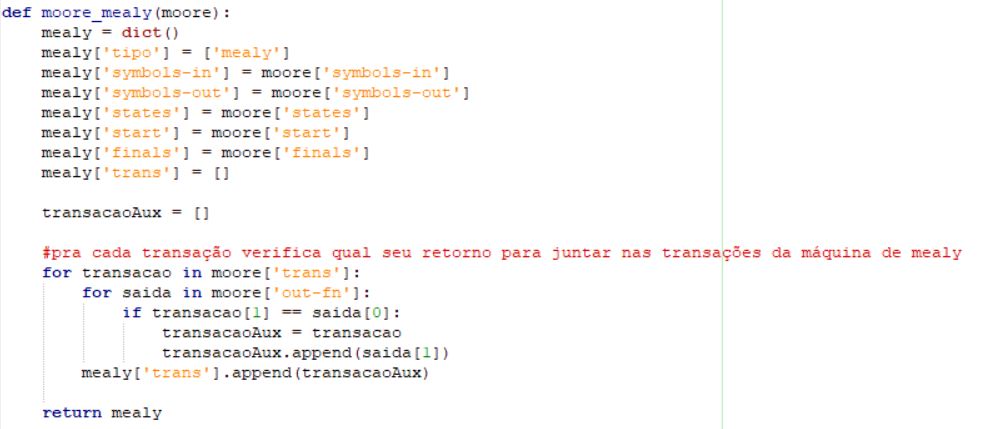 def moore_mealy(moore):
    mealy = dict()
    mealy['tipo'] = ['mealy']
    mealy['symbols-in'] = moore['symbols-in']
    mealy['symbols-out'] = moore['symbols-out']
    mealy['states'] = moore['states']
    mealy['start'] = moore['start']
    mealy['finals'] = moore['finals']
    mealy['trans'] = []

    transacaoAux = []

    #pra cada transação verifica qual seu retorno para juntar nas transações da máquina de mealy
    for transacao in moore['trans']:
        for saida in moore['out-fn']:
            if transacao[1] == saida[0]:
                transacaoAux = transacao
                transacaoAux.append(saida[1])
        mealy['trans'].append(transacaoAux)

    return mealy